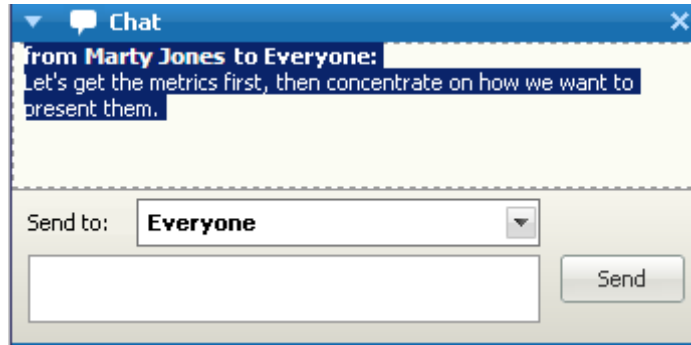 Chat
from Marty Jones to Everyone:
Let's get the metrics first, then concentrate on how we want to
present them.
Send to:
Everyone
Send